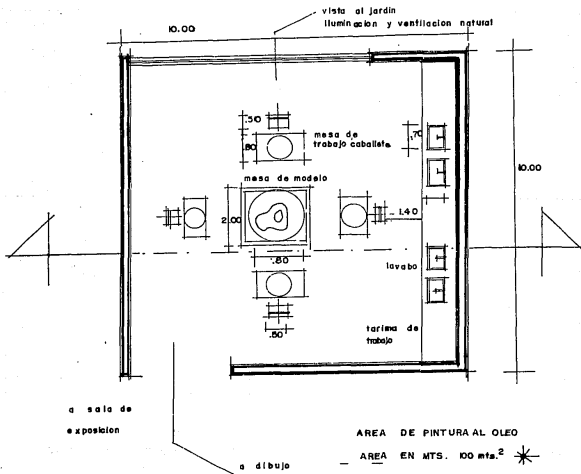 vista al jardin
iluminacion y ventilacion natural
10.00
.510
.80
mesa de
trabajo caballete
.70
10.00
mesa de modelo
2.00
1.40
.80
lavabo
.50
tarima de
trabajo
a sala de
exposicion
a dibujo
AREA DE PINTURA AL OLEO
AREA EN MTS. 100 mts.²